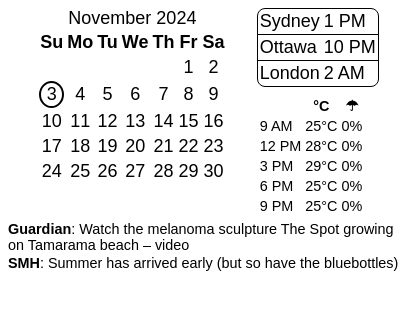 November 2024
Su Mo Tu We Th Fr Sa
1 2
3 4 5 6 7 8 9
10 11 12 13 14 15 16
17 18 19 20 21 22 23
24 25 26 27 28 29 30
Sydney 1 PM
Ottawa 10 PM
London 2 AM
°C ☂
9 AM 25°C 0%
12 PM 28°C 0%
3 PM 29°C 0%
6 PM 25°C 0%
9 PM 25°C 0%
Guardian: Watch the melanoma sculpture The Spot growing
on Tamarama beach – video
SMH: Summer has arrived early (but so have the bluebottles)